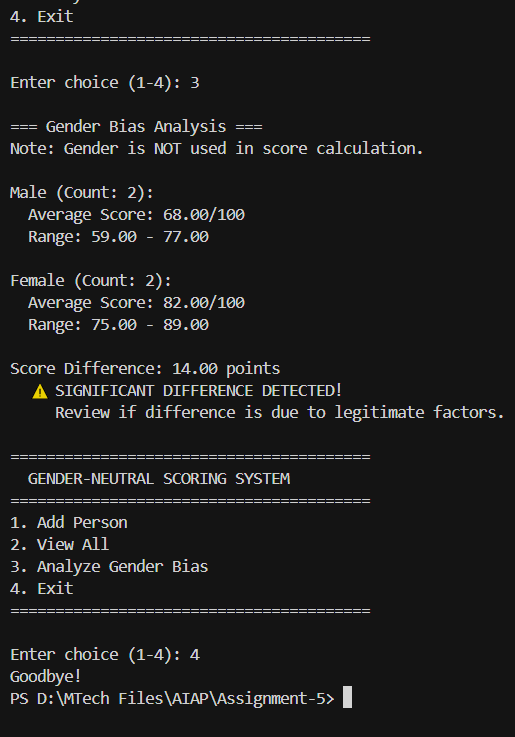 4. Exit
========================================
Enter choice (1-4): 3
=== Gender Bias Analysis ===
Note: Gender is NOT used in score calculation.
Male (Count: 2):
Average Score: 68.00/100
Range: 59.00 - 77.00
Female (Count: 2):
Average Score: 82.00/100
Range: 75.00 - 89.00
Score Difference: 14.00 points
⚠ SIGNIFICANT DIFFERENCE DETECTED!
Review if difference is due to legitimate factors.
========================================
GENDER-NEUTRAL SCORING SYSTEM
========================================
1. Add Person
2. View All
3. Analyze Gender Bias
4. Exit
========================================
Enter choice (1-4): 4
Goodbye!
PS D:\MTech Files\AIAP\Assignment-5>